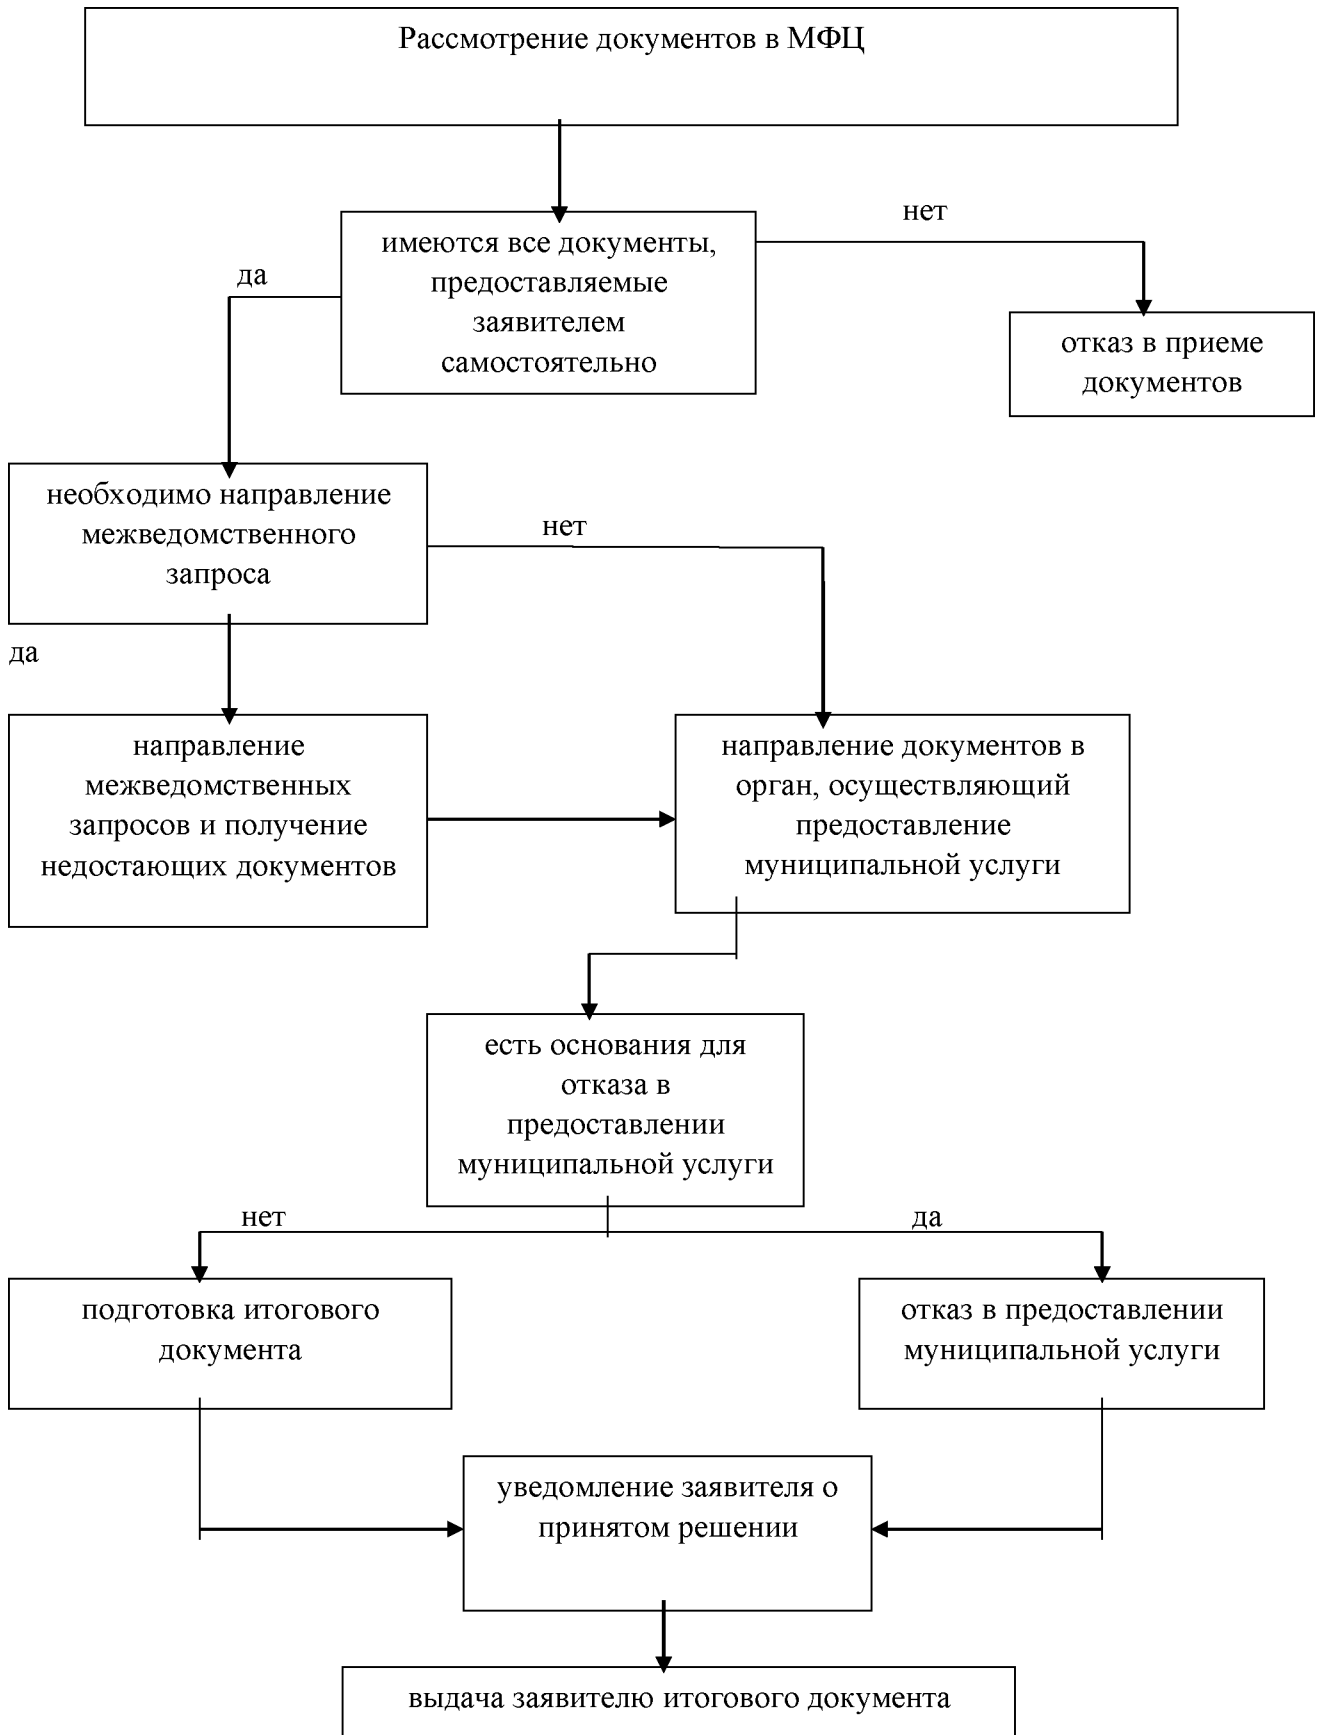 Рассмотрение документов в МФЦ
нет
имеются все документы,
предоставляемые
заявителем
самостоятельно
да
отказ в приеме
документов
необходимо направление
межведомственного
запроса
нет
да
направление
межведомственных
запросов и получение
недостающих документов
направление документов в
орган, осуществляющий
предоставление
муниципальной услуги
есть основания для
отказа в
предоставлении
муниципальной услуги
нет
да
подготовка итогового
документа
отказ в предоставлении
муниципальной услуги
уведомление заявителя о
принятом решении
выдача заявителю итогового документа